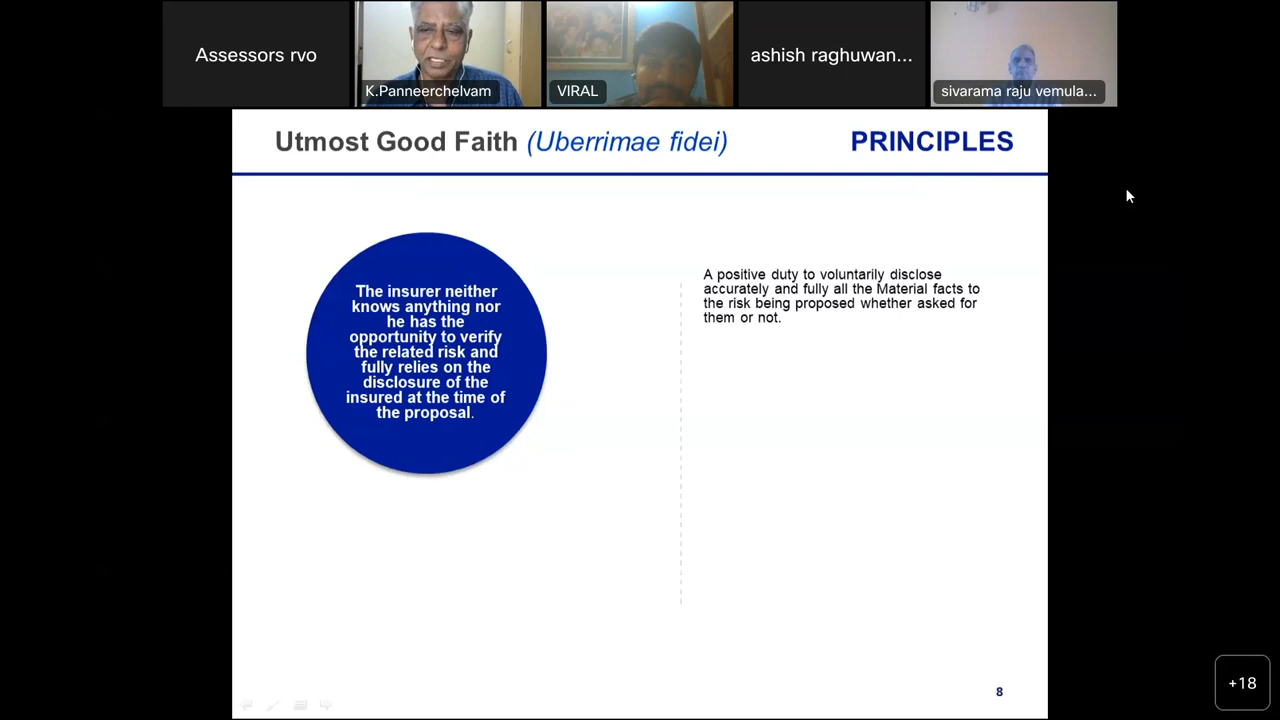 Assessors rvo
K.Panneerchelvam
VIRAL
ashish raghuwan...
sivarama raju vemula...
Utmost Good Faith (Uberrimae fidei)
PRINCIPLES
The insurer neither
knows anything nor
he has the
opportunity to verify
the related risk and
fully relies on the
disclosure of the
insured at the time of
the proposal.
A positive duty to voluntarily disclose
accurately and fully all the Material facts to
the risk being proposed whether asked for
them or not.
8
+18